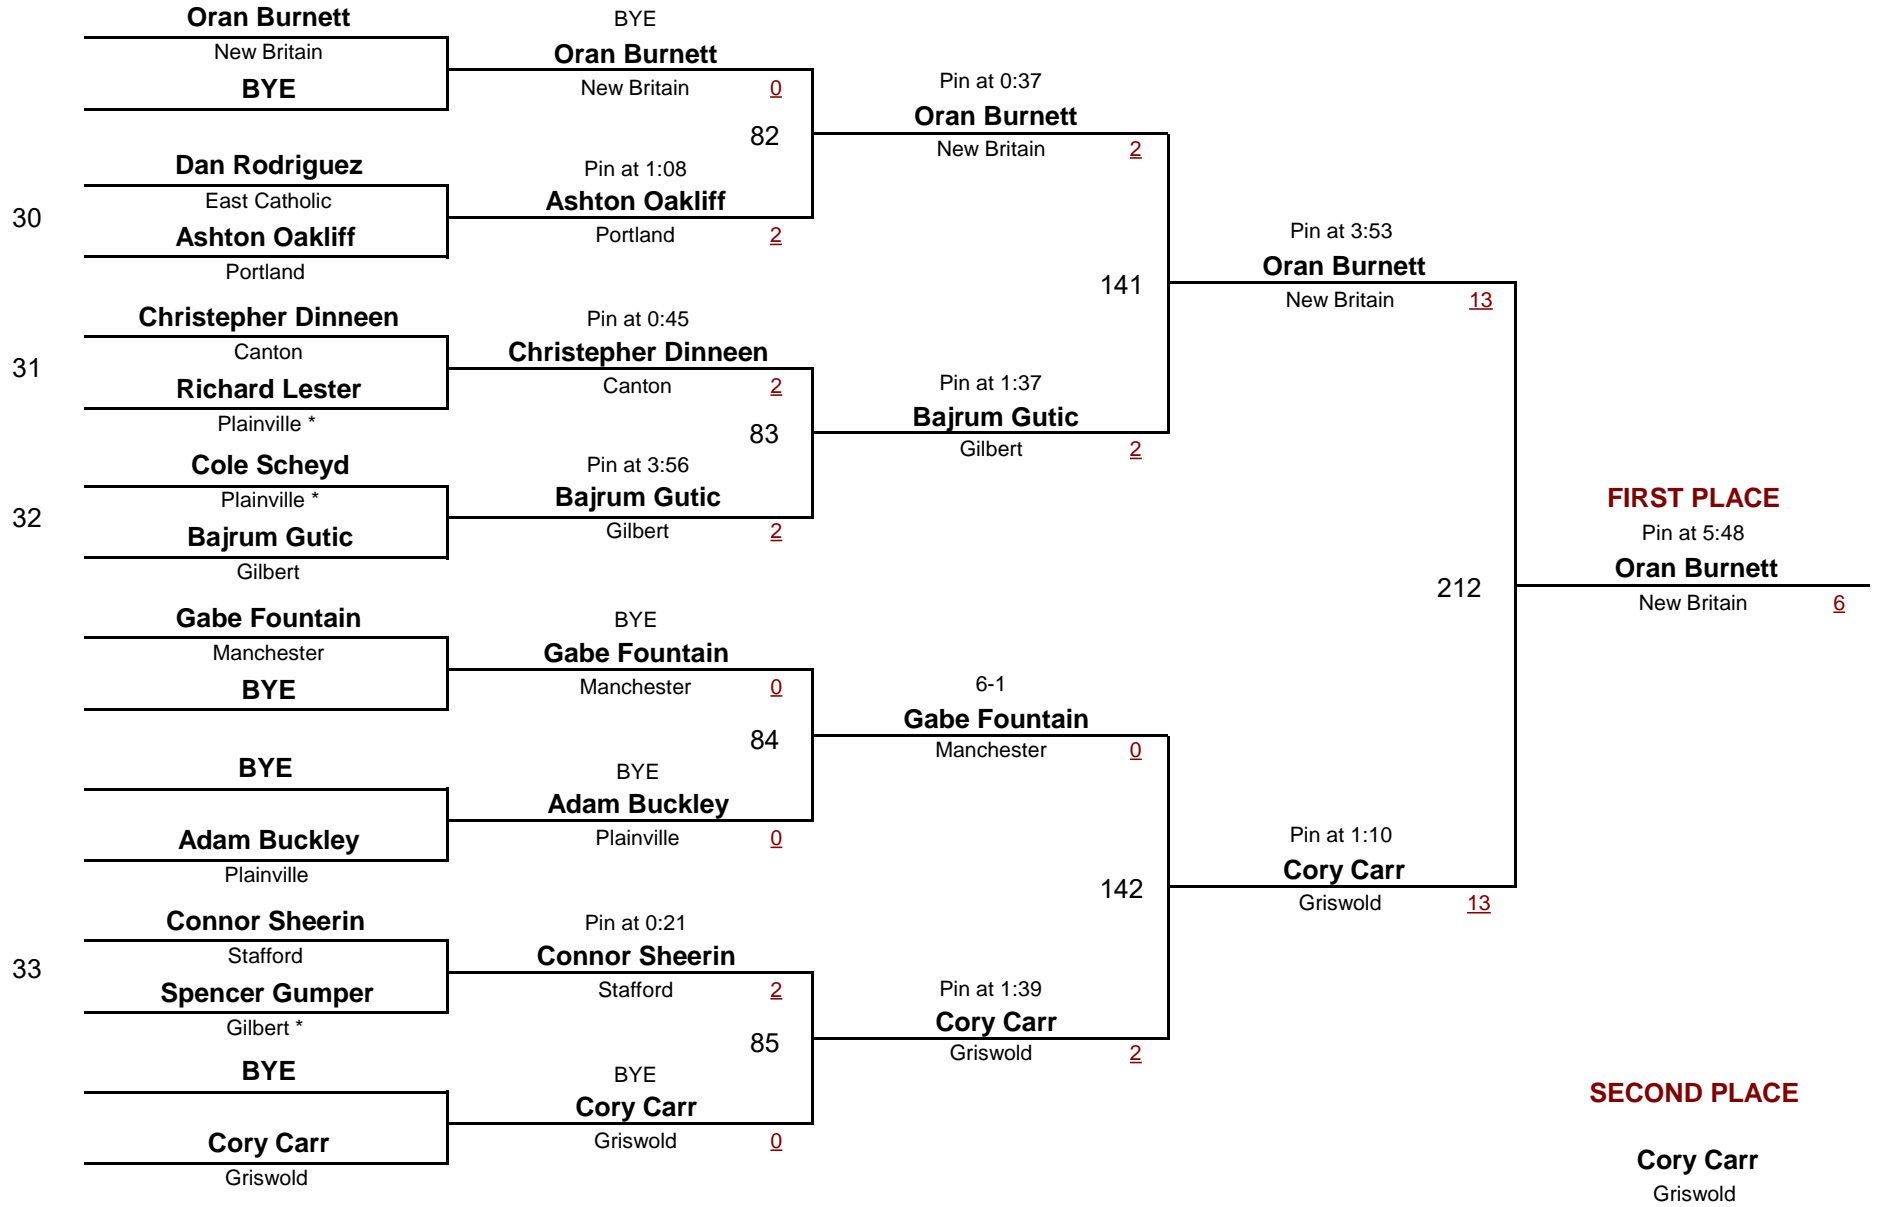 Oran Burnett
New Britain
BYE
30
Dan Rodriguez
East Catholic
Ashton Oakliff
Portland
31
Christepher Dinneen
Canton
Richard Lester
Plainville *
32
Cole Scheyd
Plainville *
Bajrum Gutic
Gilbert
Gabe Fountain
Manchester
BYE
BYE
Adam Buckley
Plainville
33
Connor Sheerin
Stafford
Spencer Gumper
Gilbert *
BYE
Cory Carr
Griswold
BYE
Oran Burnett
New Britain 0
82
Pin at 1:08
Ashton Oakliff
Portland 2
Pin at 0:45
Christepher Dinneen
Canton 2
83
Pin at 3:56
Bajrum Gutic
Gilbert 2
BYE
Gabe Fountain
Manchester 0
84
BYE
Adam Buckley
Plainville 0
Pin at 0:21
Connor Sheerin
Stafford 2
85
BYE
Cory Carr
Griswold 0
Pin at 0:37
Oran Burnett
New Britain 2
141
Pin at 1:37
Bajrum Gutic
Gilbert 2
6-1
Gabe Fountain
Manchester 0
142
Pin at 1:39
Cory Carr
Griswold 2
Pin at 3:53
Oran Burnett
New Britain 13
212
Pin at 1:10
Cory Carr
Griswold 13
FIRST PLACE
Pin at 5:48
Oran Burnett
New Britain 6
SECOND PLACE
Cory Carr
Griswold